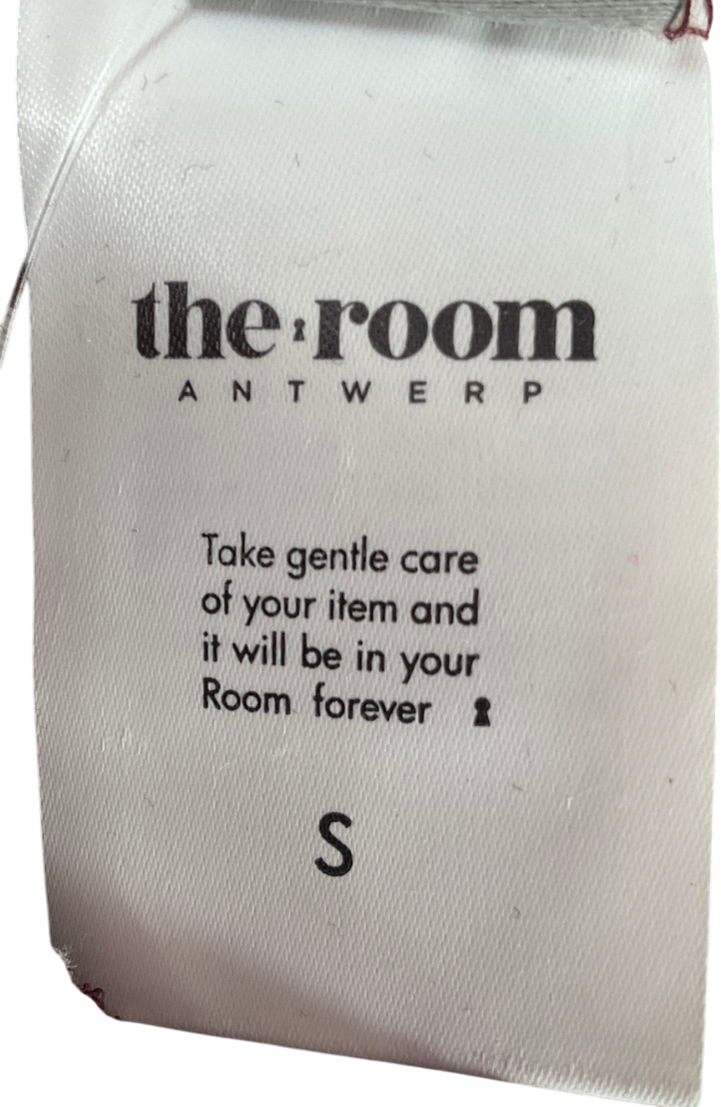 the room
ANTWERP
Take gentle care
of your item and
it will be in your
Room forever
S